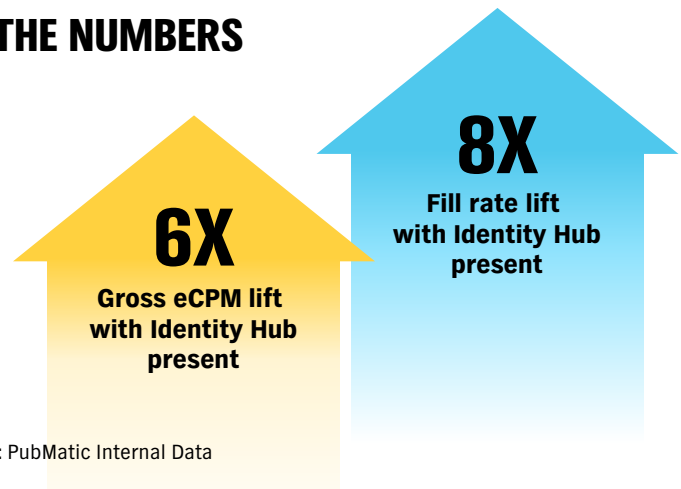 THE NUMBERS
6X
Gross eCPM lift
with Identity Hub
present
8X
Fill rate lift
with Identity Hub
present
: PubMatic Internal Data